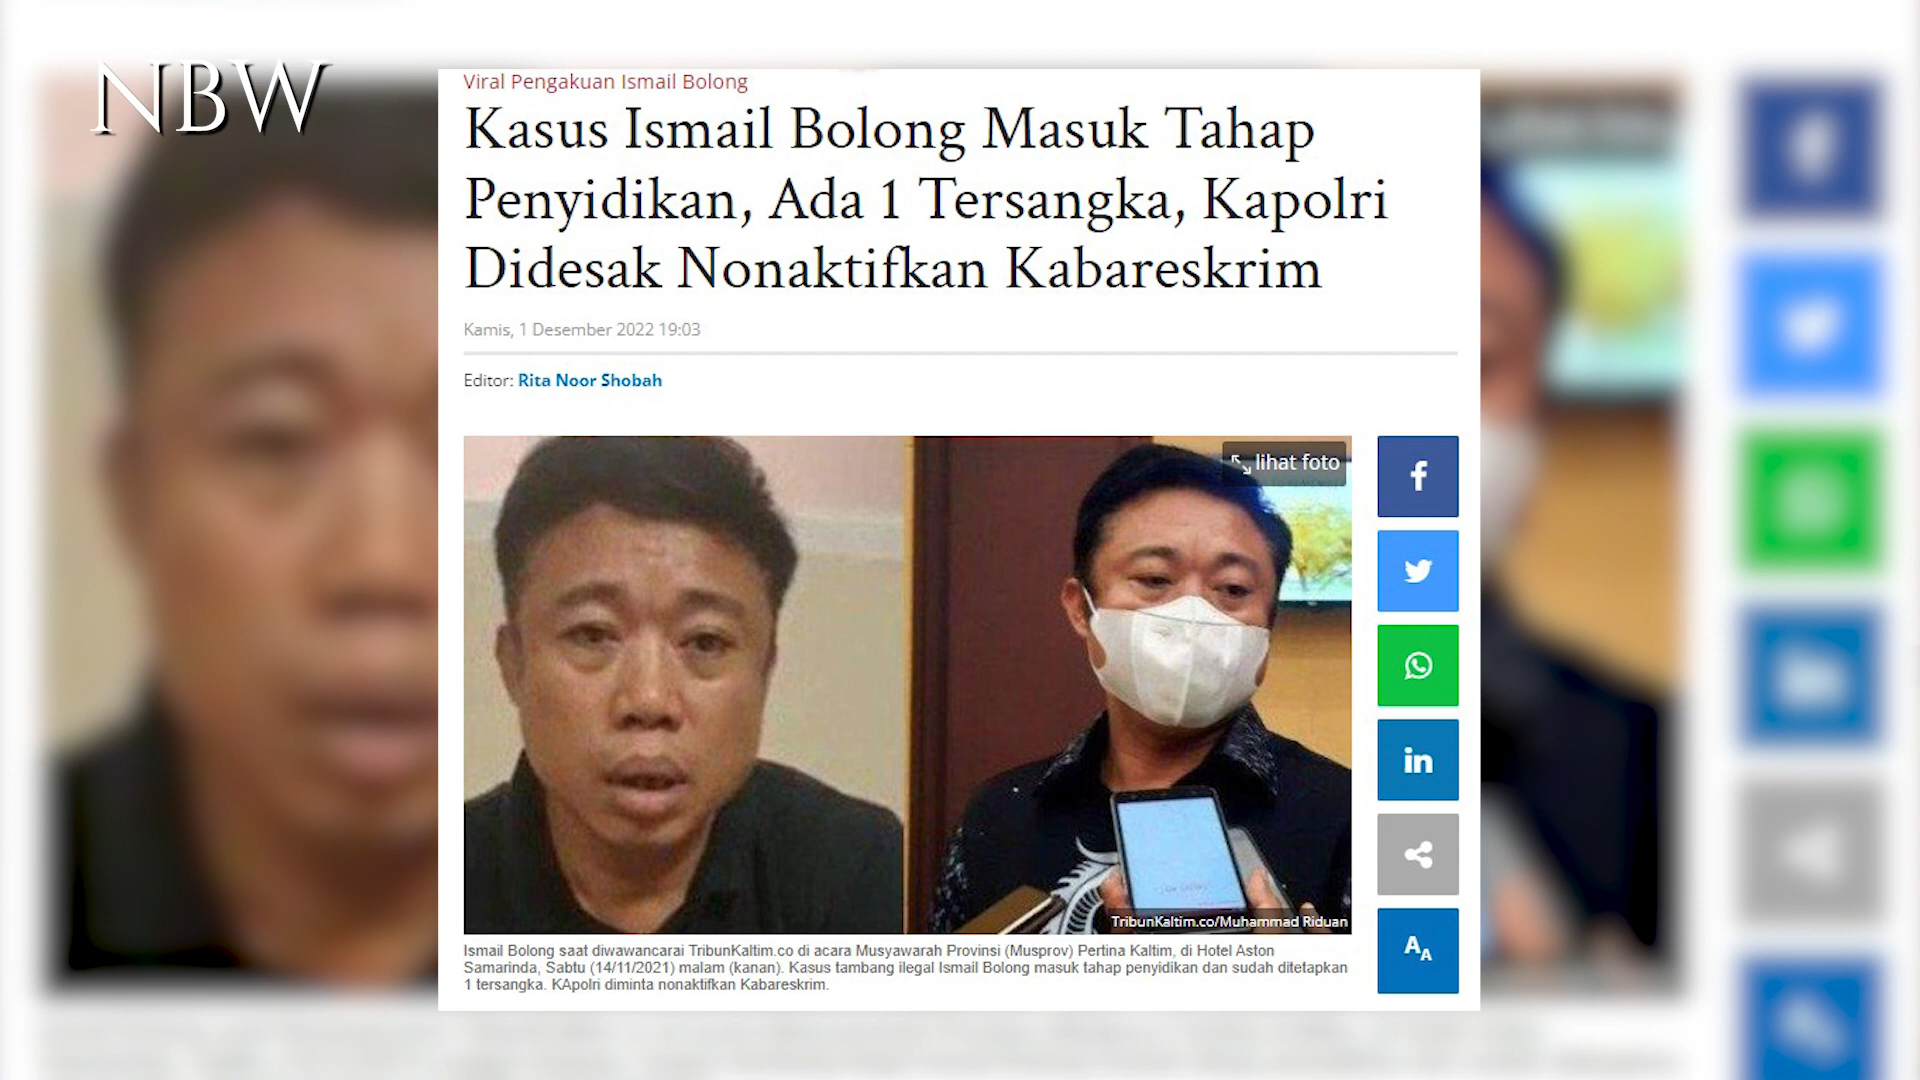 NBW
Viral Pengakuan Ismail Bolong
Kasus Ismail Bolong Masuk Tahap
Penyidikan, Ada 1 Tersangka, Kapolri
Didesak Nonaktifkan Kabareskrim
Kamis, 1 Desember 2022 19:03
Editor: Rita Noor Shobah
lihat foto
TribunKaltim.co/Muhammad Riduan
Ismail Bolong saat diwawancarai TribunKaltim.co di acara Musyawarah Provinsi (Musprov) Pertina Kaltim, di Hotel Aston
Samarinda, Sabtu (14/11/2021) malam (kanan). Kasus tambang ilegal Ismail Bolong masuk tahap penyidikan dan sudah ditetapkan
1 tersangka. KApolri diminta nonaktifkan Kabareskrim.
f
in
AA